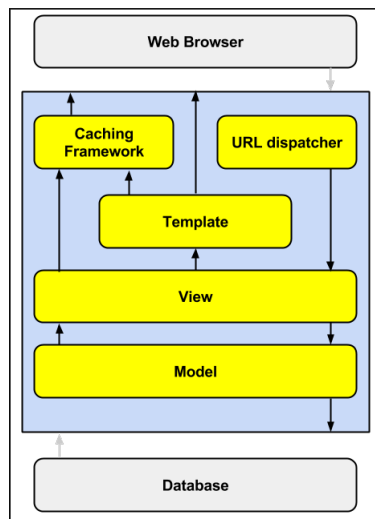 Web Browser
Caching
Framework
URL dispatcher
Template
View
Model
Database